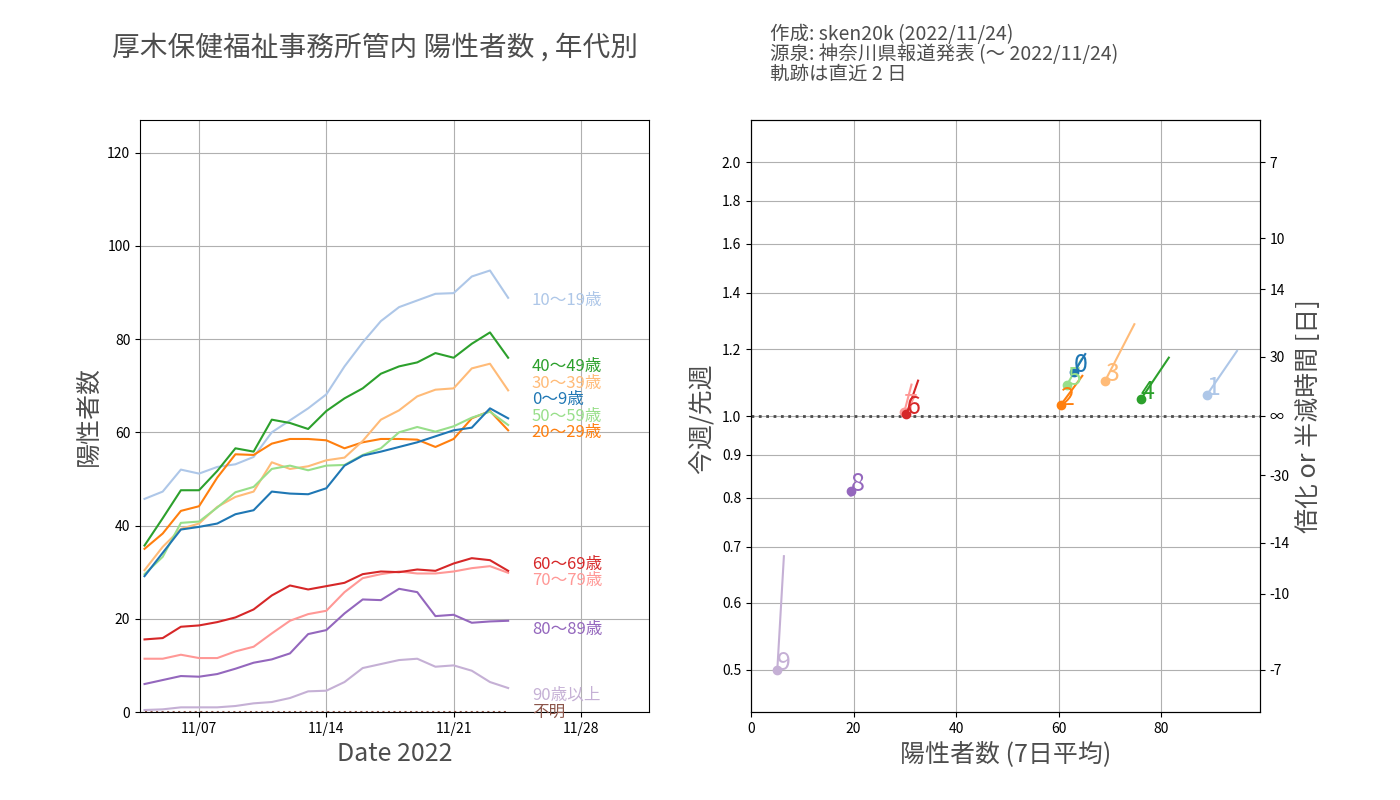 厚木保健福祉事務所管内 陽性者数 , 年代別
作成: sken20k (2022/11/24)
源泉: 神奈川県報道発表 (〜 2022/11/24)
軌跡は直近 2 日
陽性者数
120
100
80
60
40
20
0
11/07
11/14
11/21
11/28
Date 2022
10〜19歳
40〜49歳
30〜39歳
0〜9歳
50〜59歳
20〜29歳
60〜69歳
70〜79歳
80〜89歳
90歳以上
不明
今週/先週
2.0
1.8
1.6
1.4
1.2
1.0
0.9
0.8
0.7
0.6
0.5
0
20
40
60
80
陽性者数 (7日平均)
7
10
14
30
∞
-30
-14
-10
-7
倍化 or 半減時間 [日]
0
5
3
1
2
4
7
6
8
9